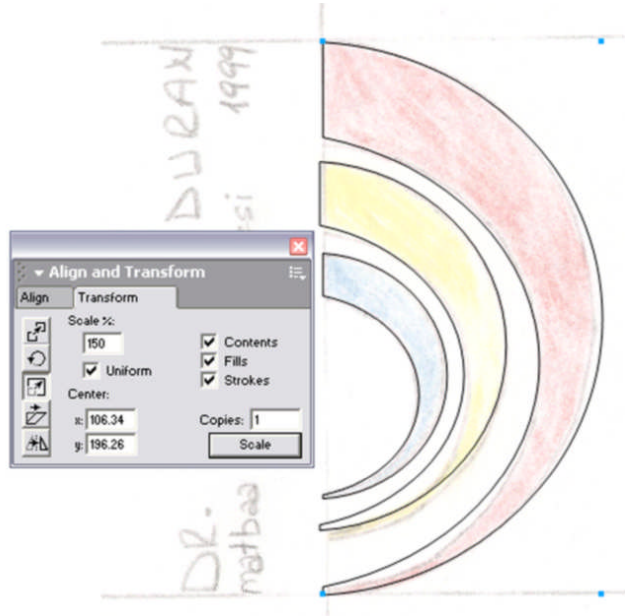 DURAN
1999
si
DR.
matbaa
Align and Transform
Align
Transform
Scale %:
150
Uniform
Contents
Fills
Strokes
Center:
x: 106.34
y: 196.26
Copies: 1
Scale